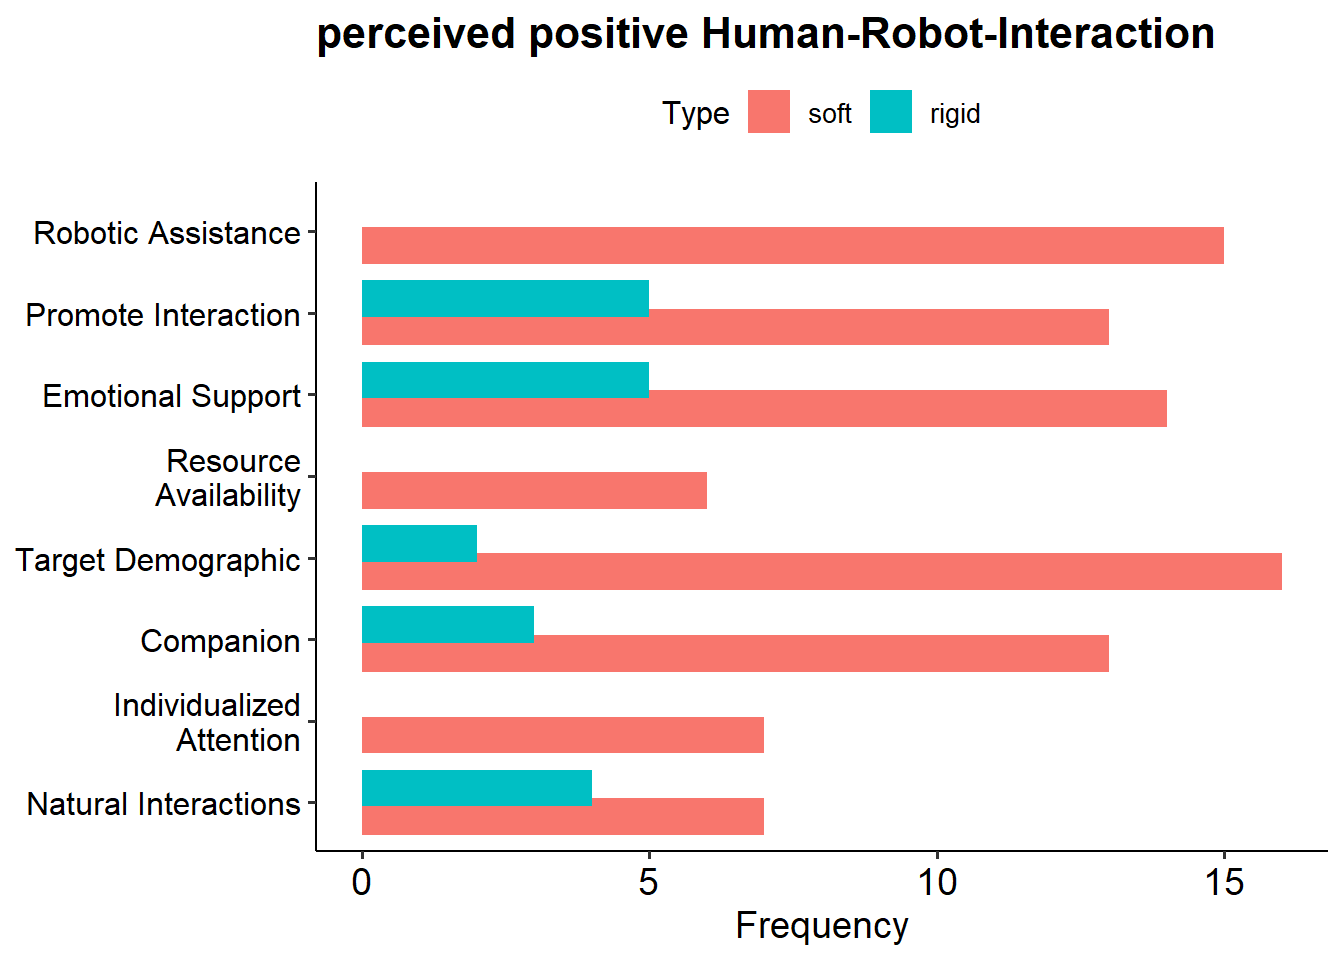 perceived positive Human-Robot-Interaction
Type soft rigid
Robotic Assistance
Promote Interaction
Emotional Support
Resource
Availability
Target Demographic
Companion
Individualized
Attention
Natural Interactions
0 5 10 15
Frequency